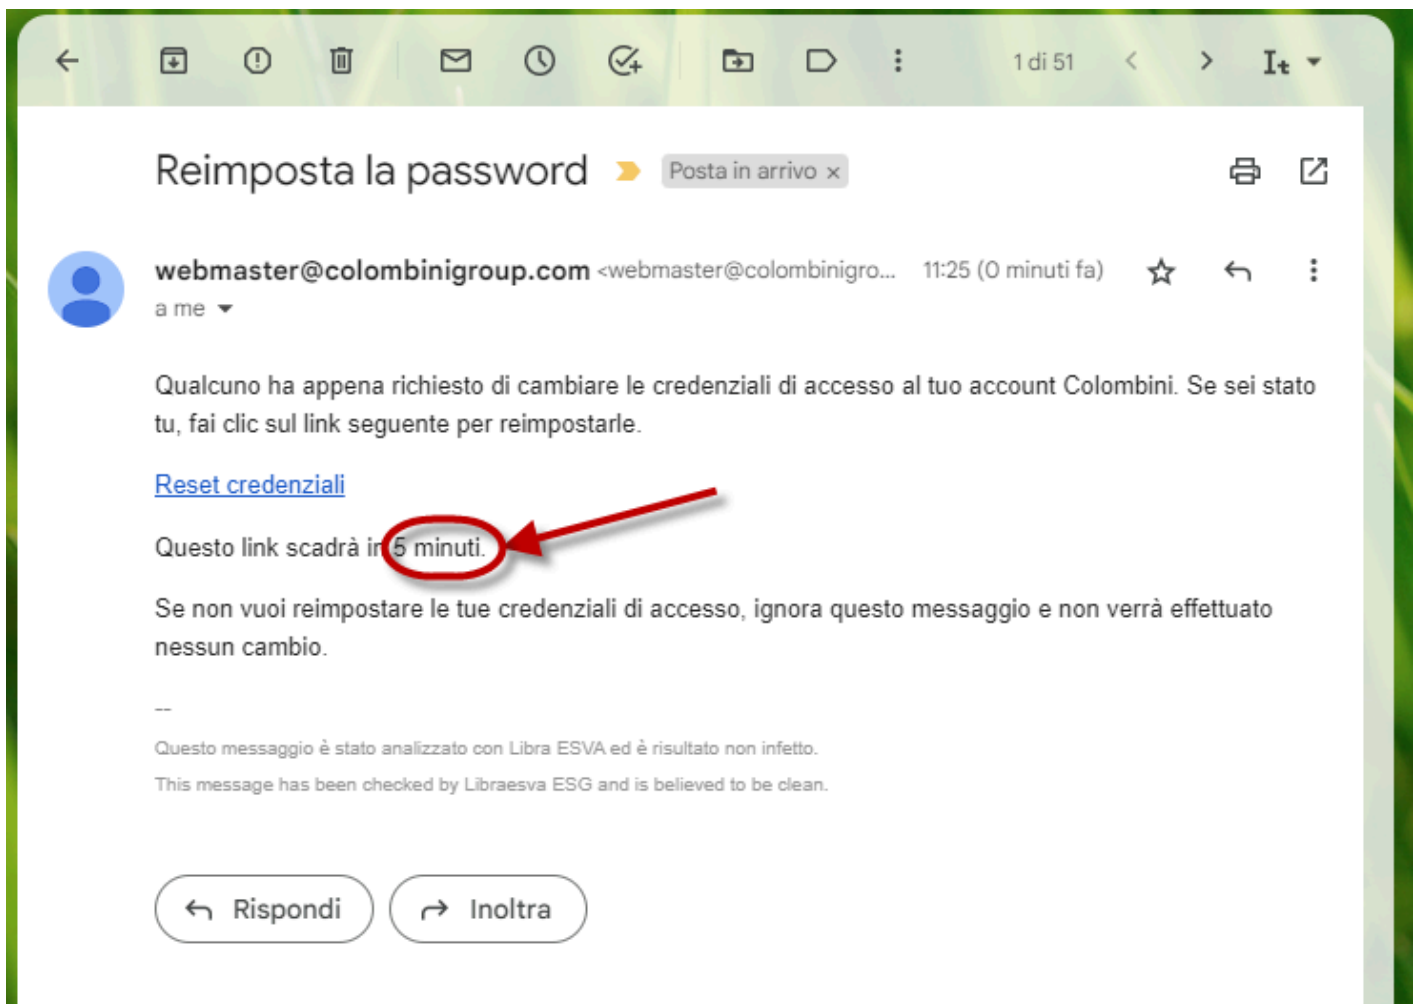 1 di 51
Reimposta la password
Posta in arrivo ×
webmaster@colombinigroup.com <webmaster@colombinigro... 11:25 (0 minuti fa)
a me
Qualcuno ha appena richiesto di cambiare le credenziali di accesso al tuo account Colombini. Se sei stato
tu, fai clic sul link seguente per reimpostarle.
Reset credenziali
Questo link scadrà in 5 minuti.
Se non vuoi reimpostare le tue credenziali di accesso, ignora questo messaggio e non verrà effettuato
nessun cambio.
--
Questo messaggio è stato analizzato con Libra ESVA ed è risultato non infetto.
This message has been checked by Libraesva ESG and is believed to be clean.
Rispondi
Inoltra